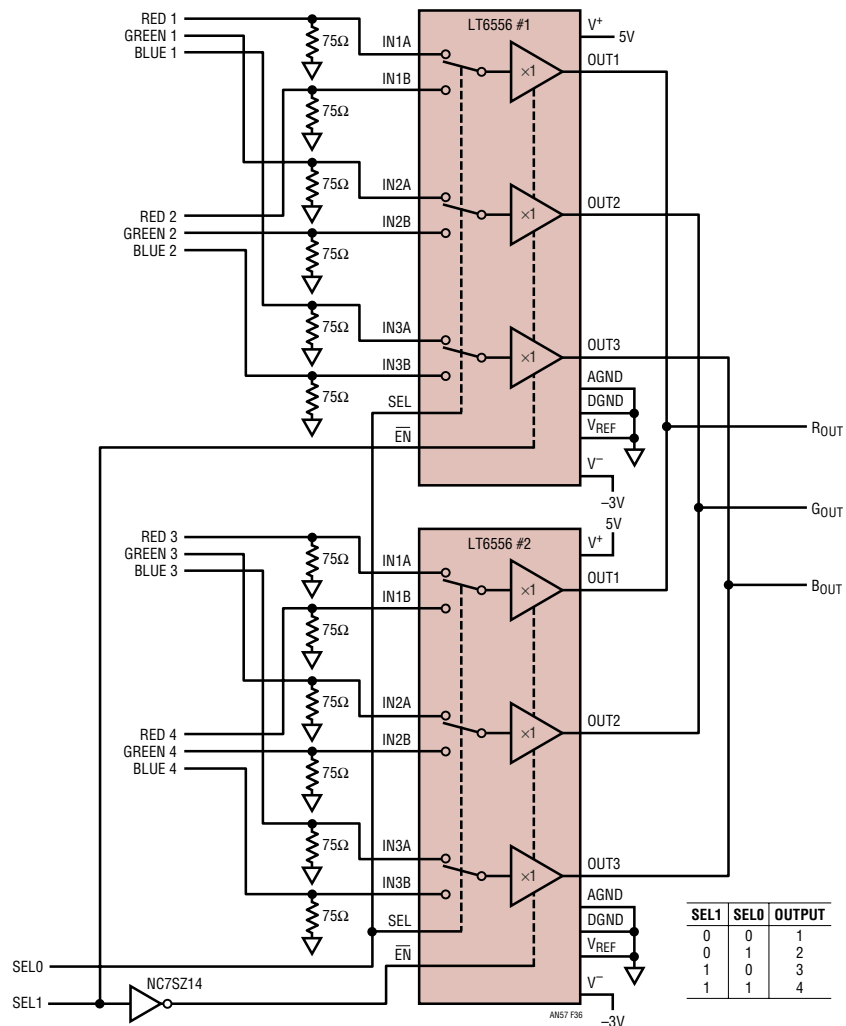 RED 1
GREEN 1
BLUE 1
75Ω
IN1A
LT6556 #1
V+
5V
×1
OUT1
IN1B
75Ω
75Ω
IN2A
×1
OUT2
RED 2
GREEN 2
BLUE 2
IN2B
75Ω
75Ω
IN3A
×1
OUT3
IN3B
75Ω
AGND
SEL
DGND
EN
VREF
V–
–3V
ROUT
GOUT
BOUT
RED 3
GREEN 3
BLUE 3
75Ω
IN1A
LT6556 #2
5V
V+
×1
OUT1
IN1B
75Ω
75Ω
IN2A
×1
OUT2
RED 4
GREEN 4
BLUE 4
IN2B
75Ω
75Ω
IN3A
×1
OUT3
IN3B
75Ω
AGND
SEL
DGND
EN
VREF
V–
–3V
SEL0
SEL1
NC7SZ14
SEL1 SEL0 OUTPUT
0 0 1
0 1 2
1 0 3
1 1 4
AN57 F36